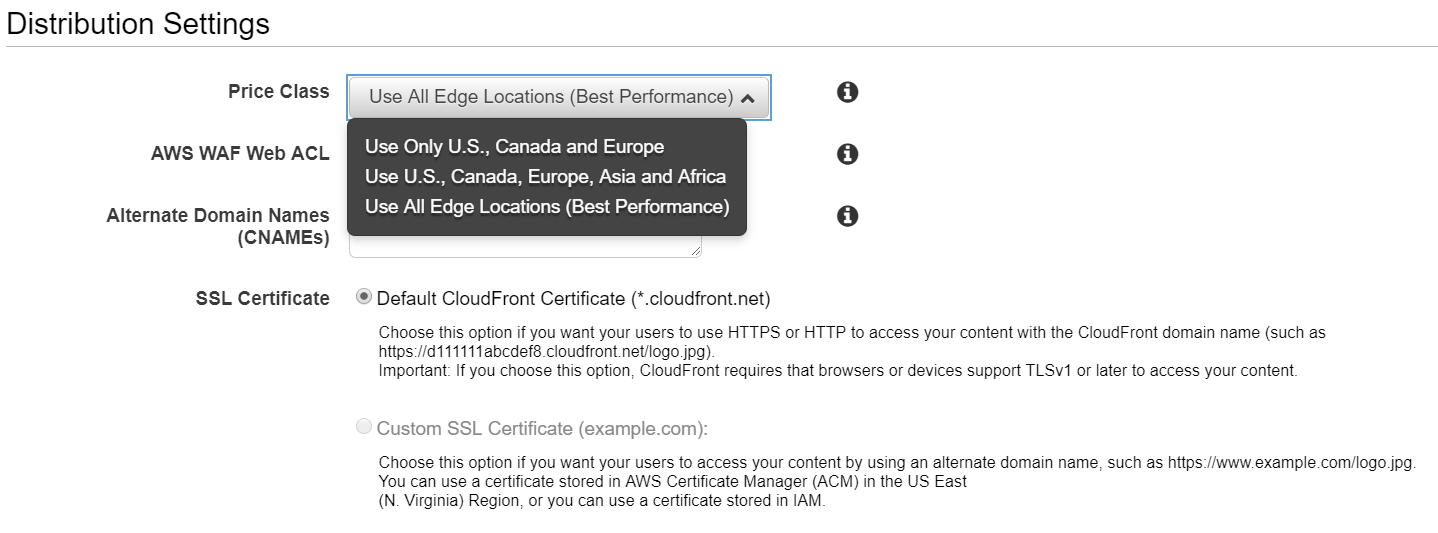 Distribution Settings
Price Class
Use All Edge Locations (Best Performance)
Use Only U.S., Canada and Europe
Use U.S., Canada, Europe, Asia and Africa
Use All Edge Locations (Best Performance)
AWS WAF Web ACL
Alternate Domain Names
(CNAMEs)
SSL Certificate
Default CloudFront Certificate (*.cloudfront.net)
Choose this option if you want your users to use HTTPS or HTTP to access your content with the CloudFront domain name (such as
https://d111111abcdef8.cloudfront.net/logo.jpg).
Important: If you choose this option, CloudFront requires that browsers or devices support TLSv1 or later to access your content.
Custom SSL Certificate (example.com):
Choose this option if you want your users to access your content by using an alternate domain name, such as https://www.example.com/logo.jpg.
You can use a certificate stored in AWS Certificate Manager (ACM) in the US East
(N. Virginia) Region, or you can use a certificate stored in IAM.